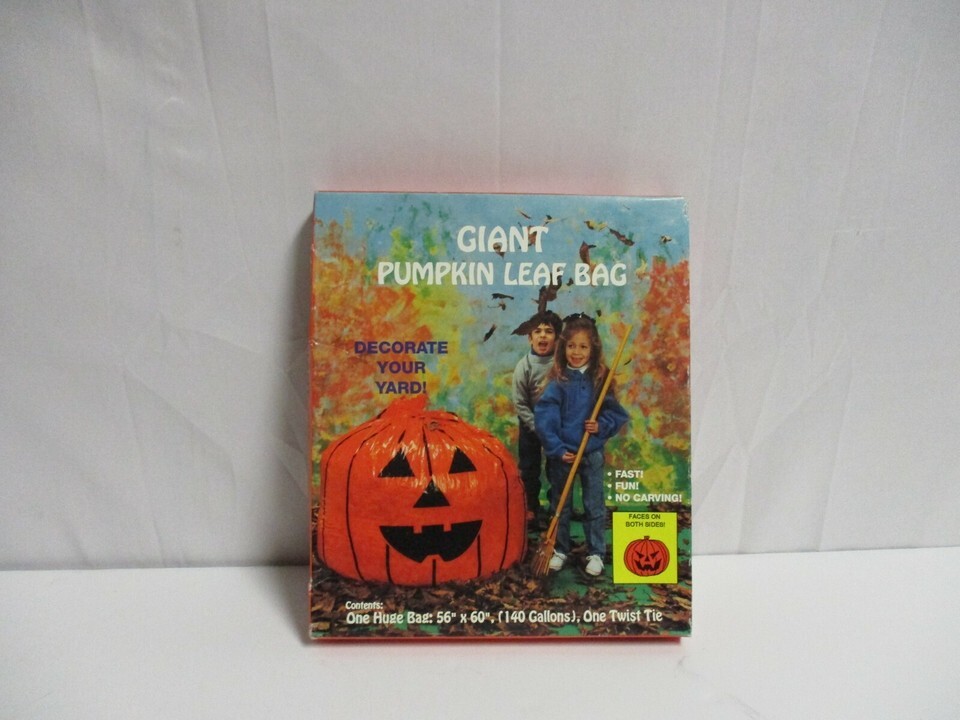 GIANT
PUMPKIN LEAF BAG
DECORATE
YOUR
YARD!
• FAST!
• FUN!
• NO CARVING!
FACES ON
BOTH SIDES!
Contents:
One Huge Bag: 56" x 60", (140 Gallons), One Twist Tie